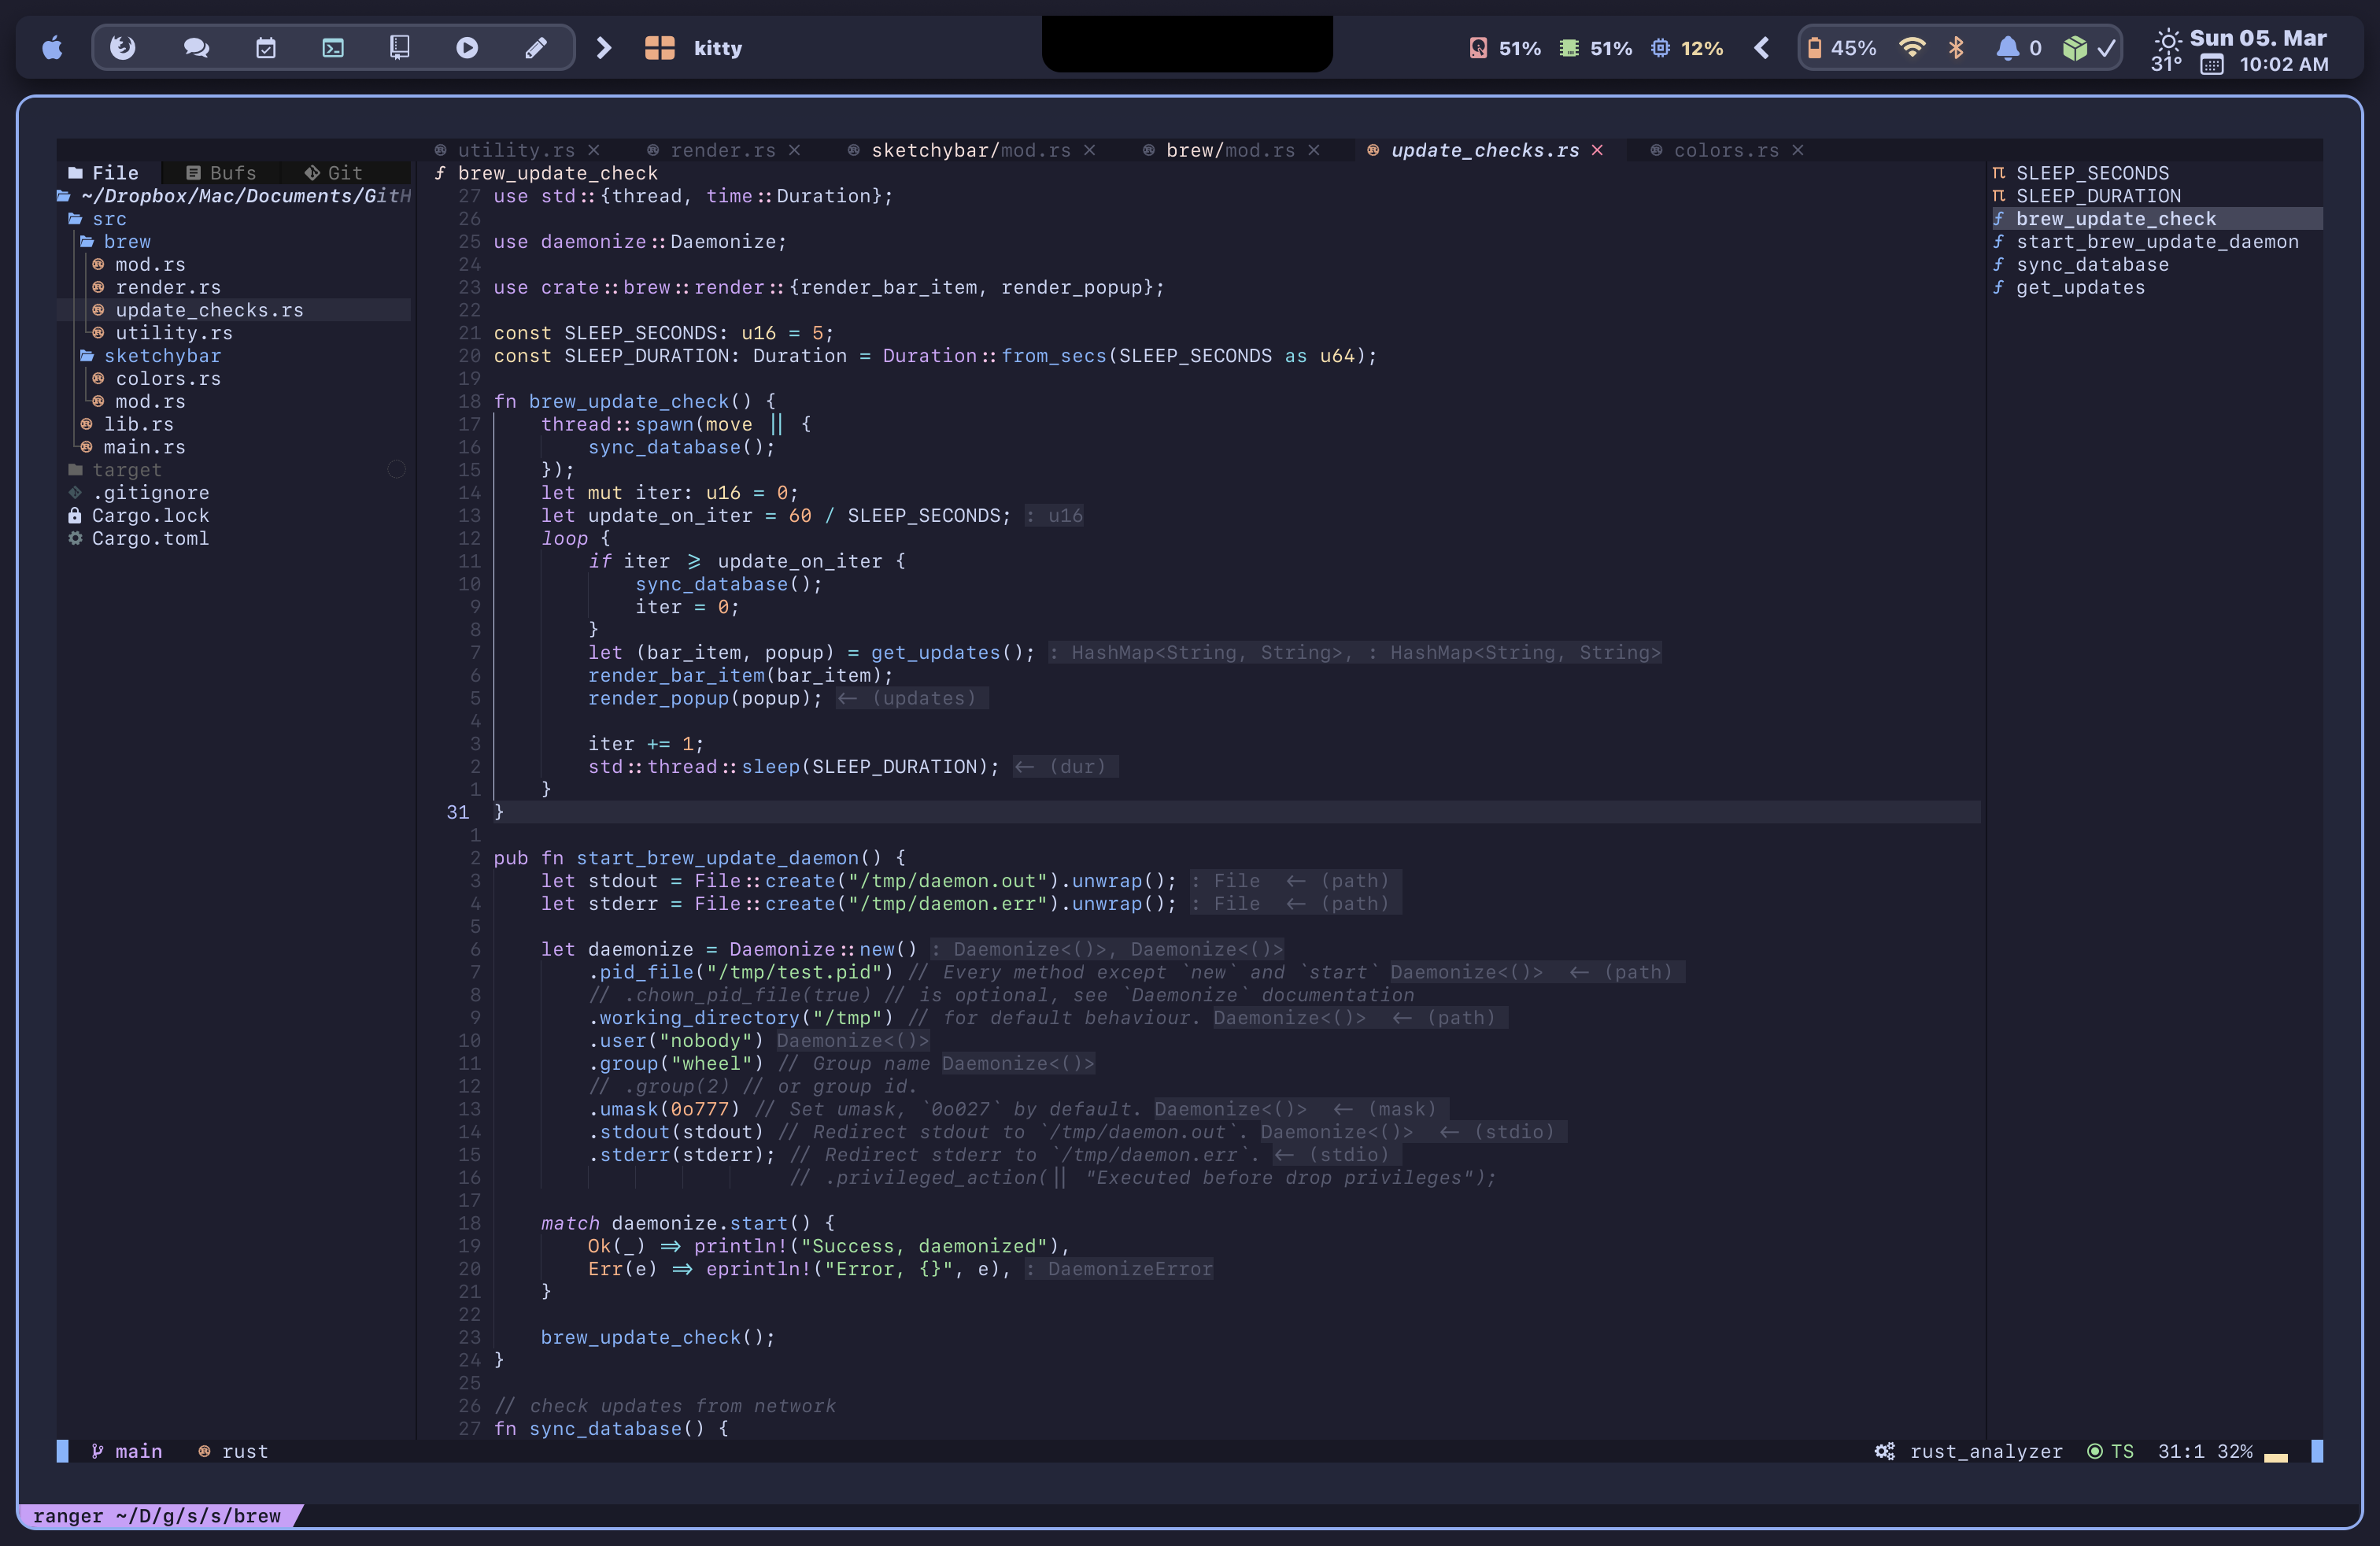 kitty
51% 51% 12% 45% 0
31° Sun 05. Mar
10:02 AM
utility.rs render.rs sketchybar/mod.rs brew/mod.rs update_checks.rs colors.rs
File Bufs Git
~/Dropbox/Mac/Documents/GitH
src
brew
mod.rs
render.rs
update_checks.rs
utility.rs
sketchybar
colors.rs
mod.rs
lib.rs
main.rs
target
.gitignore
Cargo.lock
Cargo.toml
f brew_update_check
27 use std::{thread, time::Duration};
26
25 use daemonize::Daemonize;
24
23 use crate::brew::render::{render_bar_item, render_popup};
22
21 const SLEEP_SECONDS: u16 = 5;
20 const SLEEP_DURATION: Duration = Duration::from_secs(SLEEP_SECONDS as u64);
19
18 fn brew_update_check() {
17     thread::spawn(move || {
16         sync_database();
15     });
14     let mut iter: u16 = 0;
13     let update_on_iter = 60 / SLEEP_SECONDS; : u16
12     loop {
11         if iter ⩾ update_on_iter {
10             sync_database();
9             iter = 0;
8         }
7         let (bar_item, popup) = get_updates(); : HashMap<String, String>, : HashMap<String, String>
6         render_bar_item(bar_item);
5         render_popup(popup); ← (updates)
4
3         iter += 1;
2         std::thread::sleep(SLEEP_DURATION); ← (dur)
1     }
31 }
1
2 pub fn start_brew_update_daemon() {
3     let stdout = File::create("/tmp/daemon.out").unwrap(); : File ← (path)
4     let stderr = File::create("/tmp/daemon.err").unwrap(); : File ← (path)
5
6     let daemonize = Daemonize::new() : Daemonize<()>, Daemonize<()>
7         .pid_file("/tmp/test.pid") // Every method except `new` and `start` Daemonize<()> ← (path)
8         // .chown_pid_file(true) // is optional, see `Daemonize` documentation
9         .working_directory("/tmp") // for default behaviour. Daemonize<()> ← (path)
10         .user("nobody") Daemonize<()>
11         .group("wheel") // Group name Daemonize<()>
12         // .group(2) // or group id.
13         .umask(0o777) // Set umask, `0o027` by default. Daemonize<()> ← (mask)
14         .stdout(stdout) // Redirect stdout to `/tmp/daemon.out`. Daemonize<()> ← (stdio)
15         .stderr(stderr); // Redirect stderr to `/tmp/daemon.err`. ← (stdio)
16                          // .privileged_action(|| "Executed before drop privileges");
17
18     match daemonize.start() {
19         Ok(_) ⇒ println!("Success, daemonized"),
20         Err(e) ⇒ eprintln!("Error, {}", e), : DaemonizeError
21     }
22
23     brew_update_check();
24 }
25
26 // check updates from network
27 fn sync_database() {
π SLEEP_SECONDS
π SLEEP_DURATION
f brew_update_check
f start_brew_update_daemon
f sync_database
f get_updates
main rust rust_analyzer TS 31:1 32%
ranger ~/D/g/s/s/brew